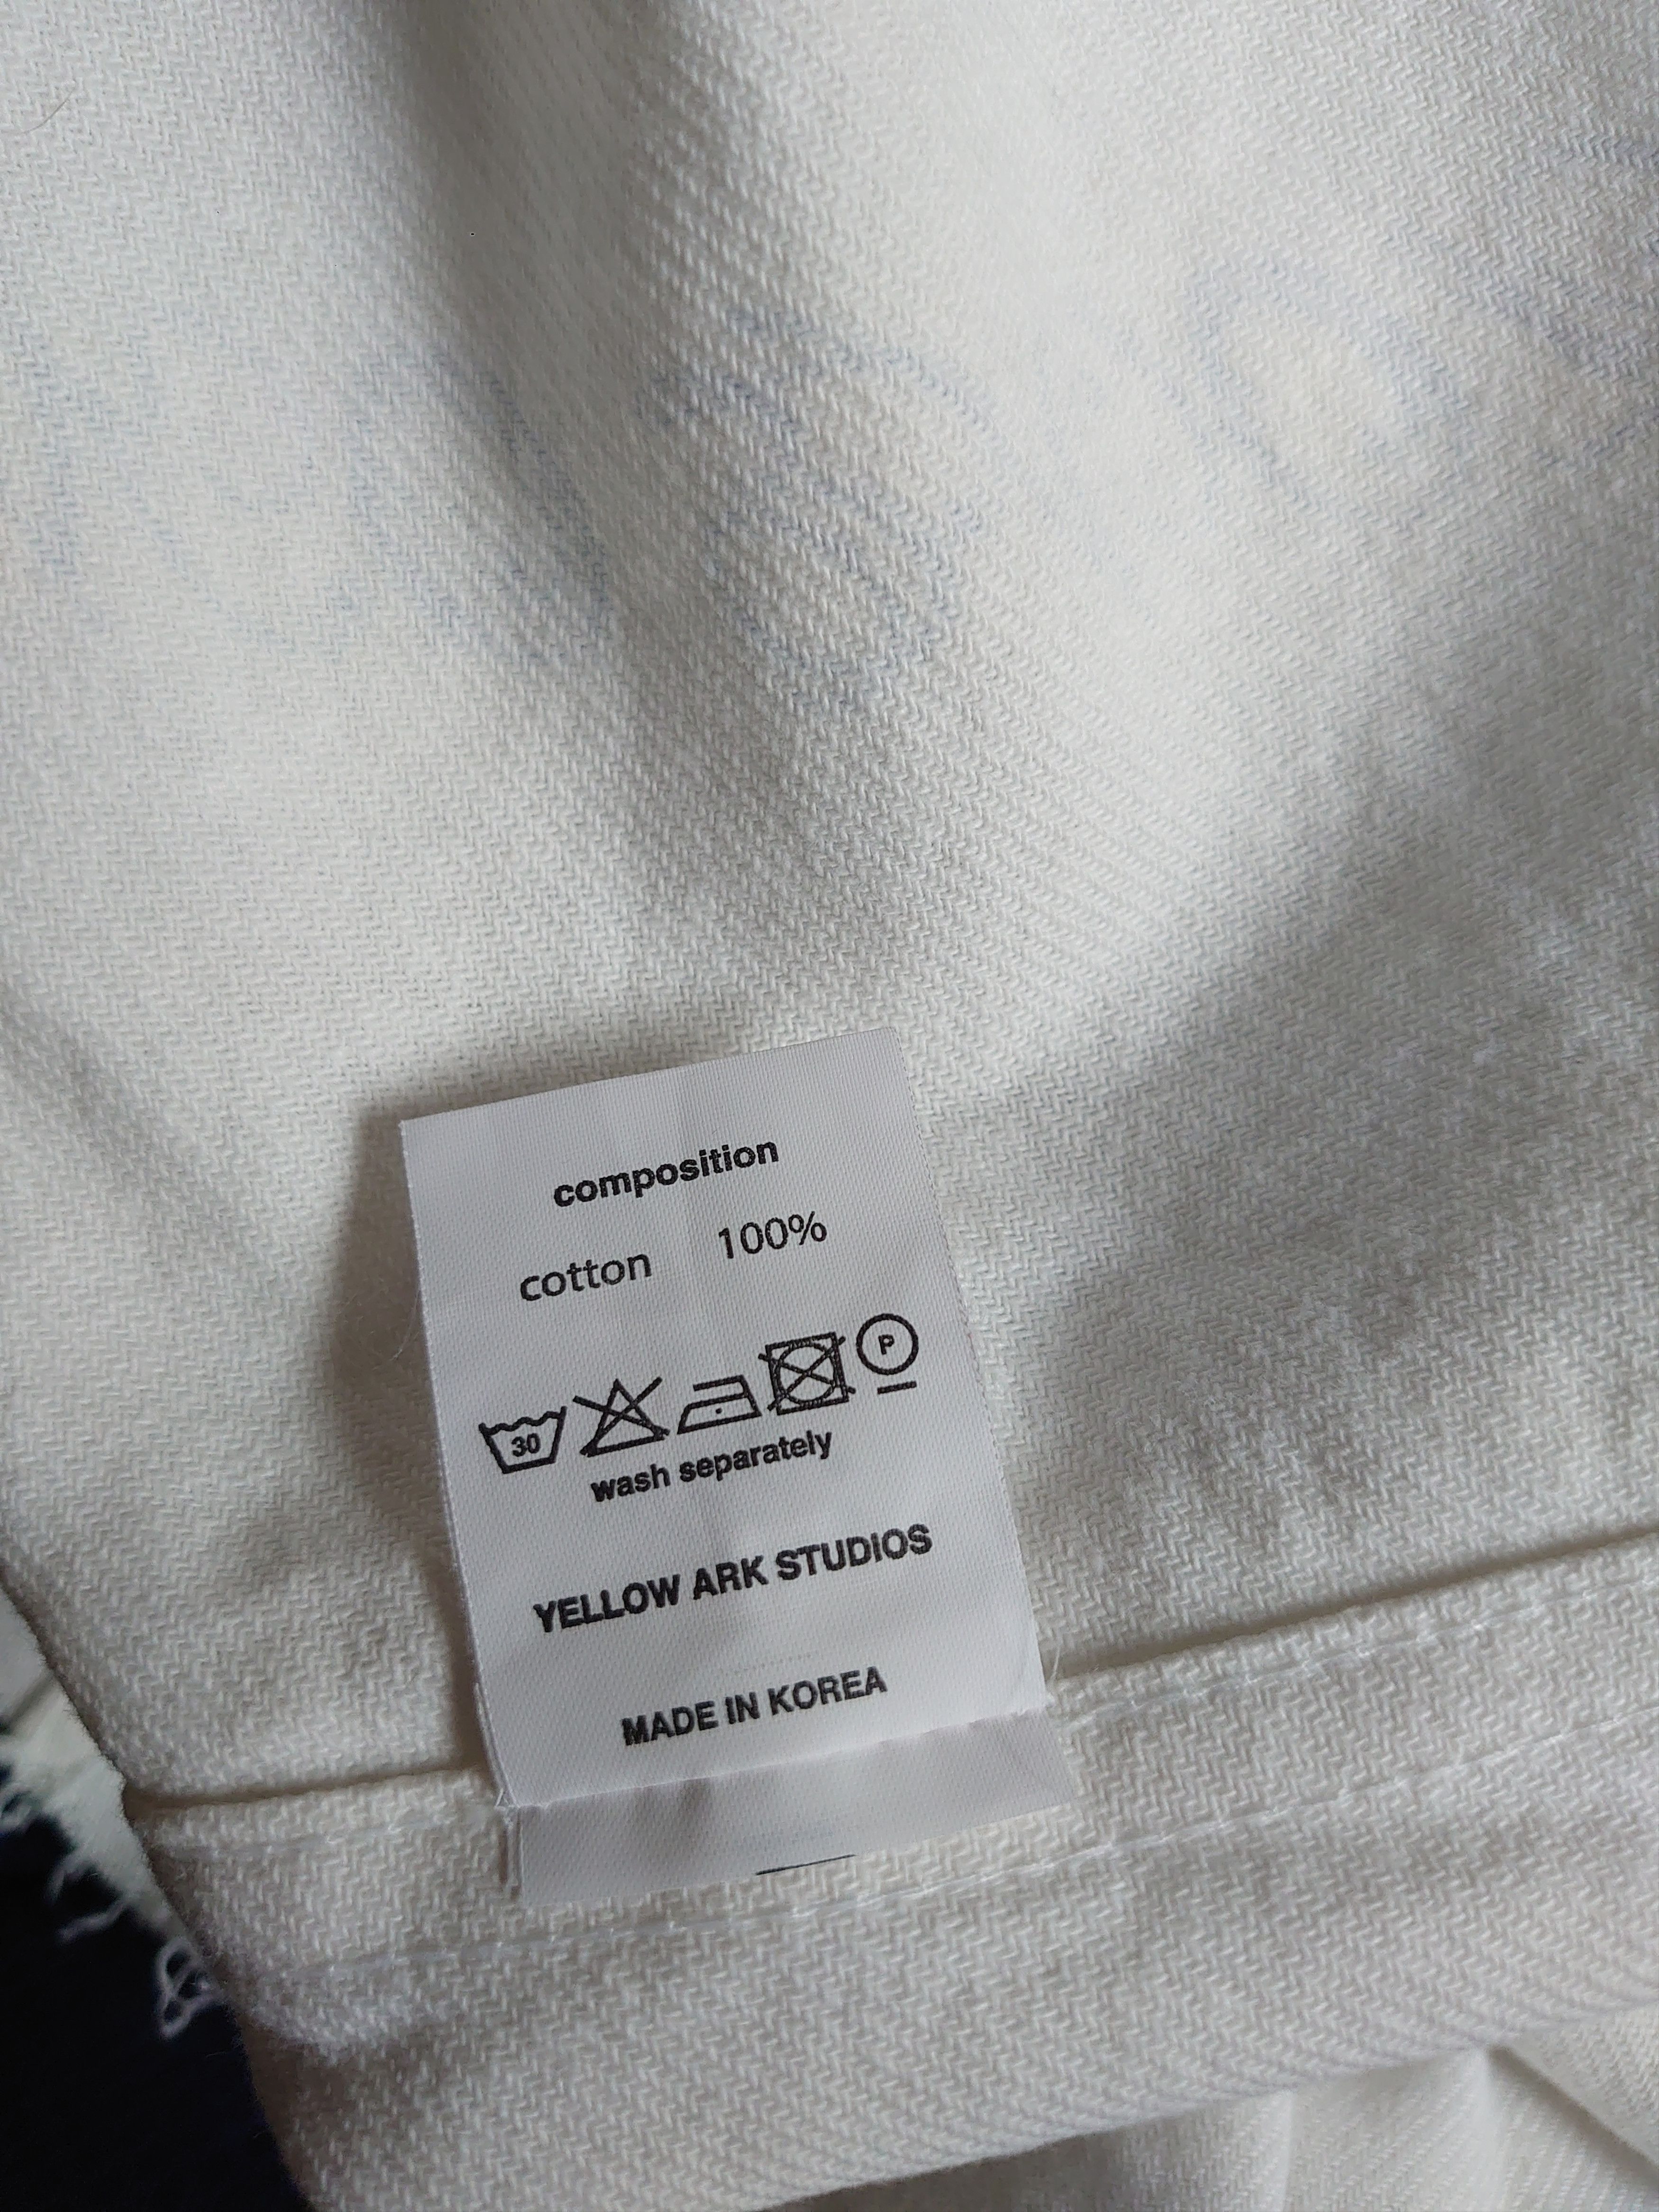 composition
cotton 100%
30 P
wash separately
YELLOW ARK STUDIOS
MADE IN KOREA